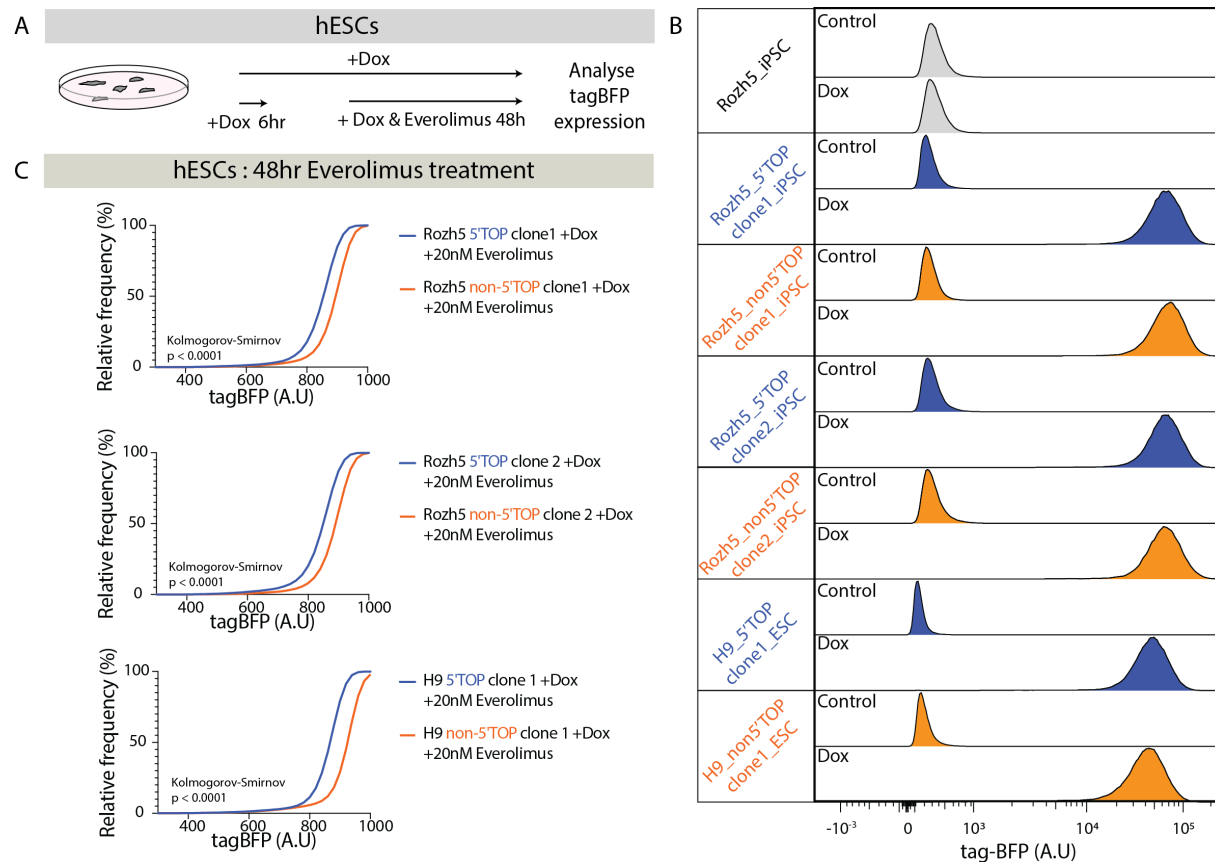 A
hESCs
+Dox
+Dox 6hr
+ Dox & Everolimus 48h
Analyse
tagBFP
expression
C
hESCs : 48hr Everolimus treatment
Relative frequency (%)
100
50
0
Kolmogorov-Smirnov
p < 0.0001
400
600
800
1000
tagBFP (A.U)
Rozh5 5'TOP clone1 +Dox
+20nM Everolimus
Rozh5 non-5'TOP clone1 +Dox
+20nM Everolimus
Relative frequency (%)
100
50
0
Kolmogorov-Smirnov
p < 0.0001
400
600
800
1000
tagBFP (A.U)
Rozh5 5'TOP clone 2 +Dox
+20nM Everolimus
Rozh5 non-5'TOP clone 2 +Dox
+20nM Everolimus
Relative frequency (%)
100
50
0
Kolmogorov-Smirnov
p < 0.0001
400
600
800
1000
tagBFP (A.U)
H9 5'TOP clone 1 +Dox
+20nM Everolimus
H9 non-5'TOP clone 1 +Dox
+20nM Everolimus
B
Rozh5_iPSC
Control
Dox
Rozh5_5'TOP
clone1_iPSC
Control
Dox
Rozh5_non5'TOP
clone1_iPSC
Control
Dox
Rozh5_5'TOP
clone2_iPSC
Control
Dox
Rozh5_non5'TOP
clone2_iPSC
Control
Dox
H9_5'TOP
clone1_ESC
Control
Dox
H9_non5'TOP
clone1_ESC
Control
Dox
-10⁻³
0
10³
10⁴
10⁵
tag-BFP (A.U)